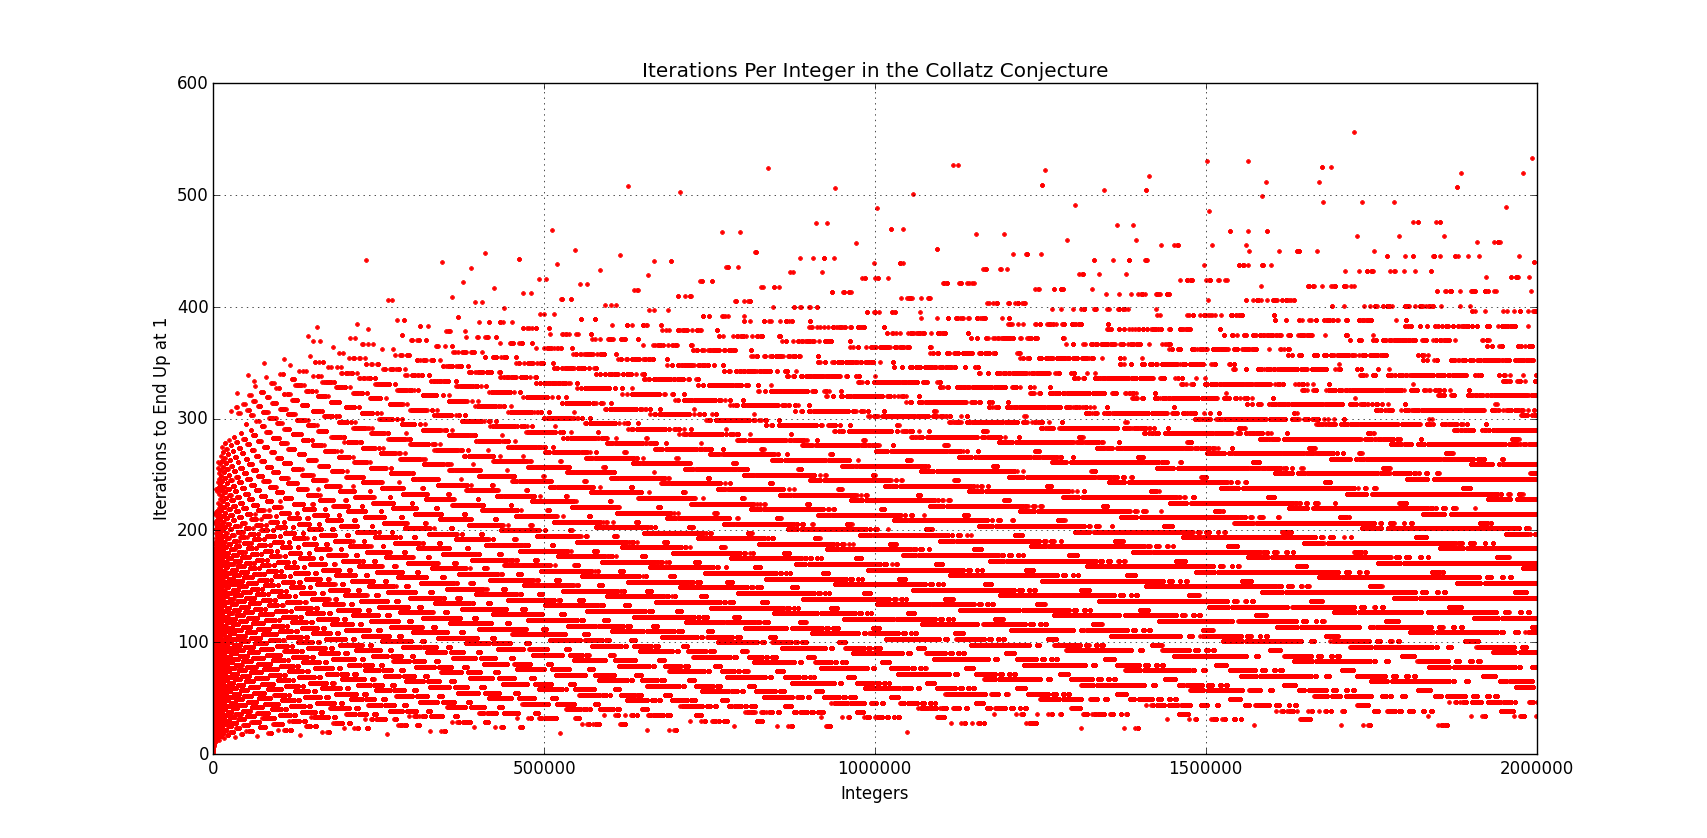 Iterations Per Integer in the Collatz Conjecture
600
500
400
300
200
100
0
Iterations to End Up at 1
0 500000 1000000 1500000 2000000
Integers